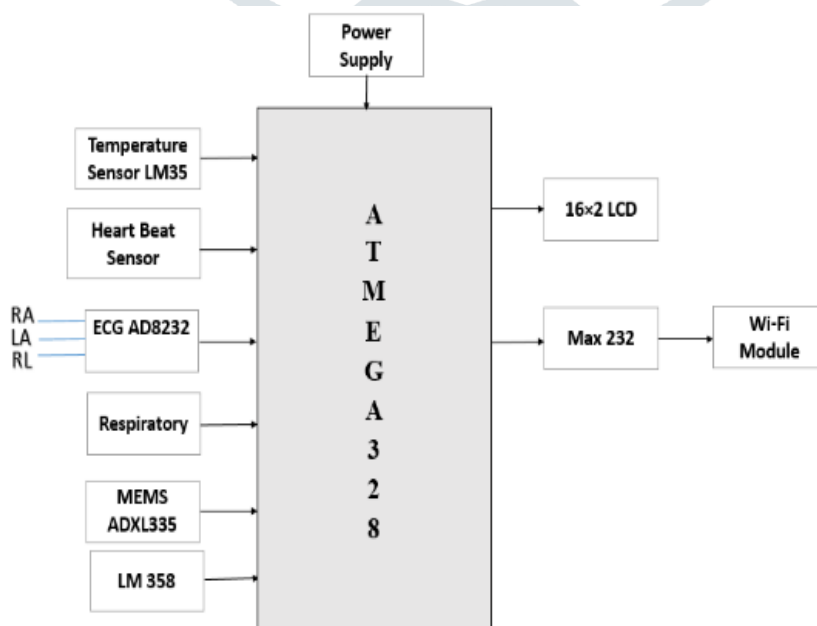 Power
Supply
Temperature
Sensor LM35
Heart Beat
Sensor
RA
LA
RL
ECG AD8232
Respiratory
MEMS
ADXL335
LM 358
A
T
M
E
G
A
3
2
8
16×2 LCD
Max 232
Wi-Fi
Module